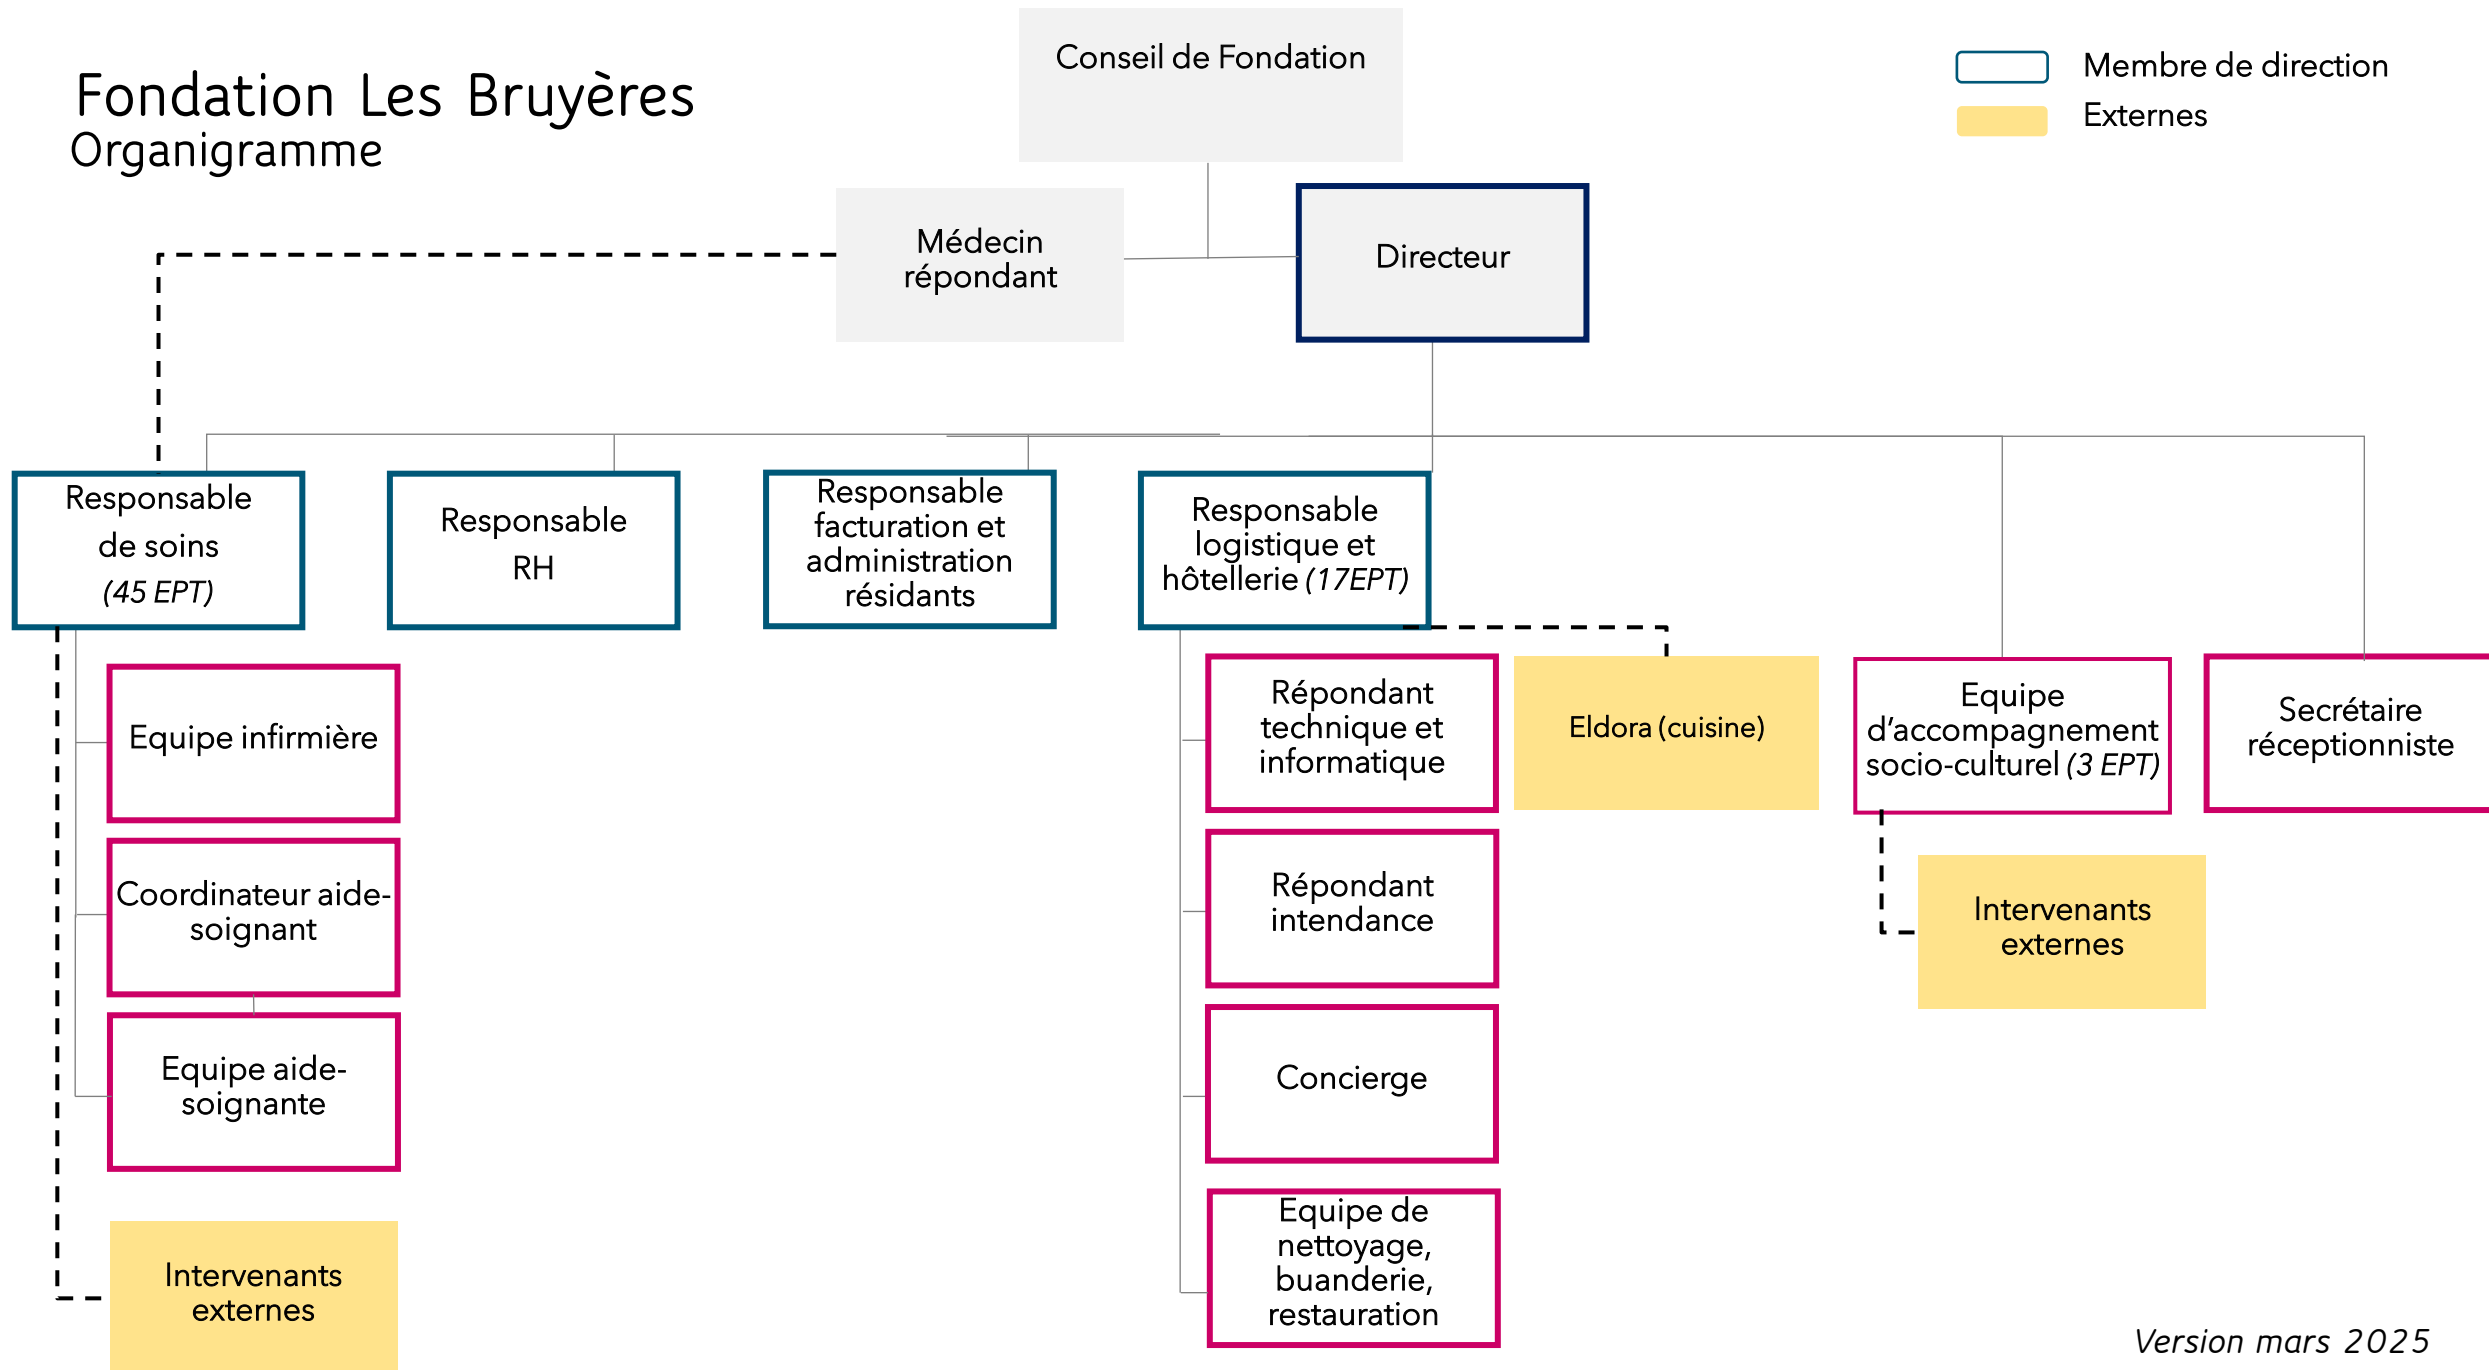 Fondation Les Bruyères
Organigramme
Conseil de Fondation
Membre de direction
Externes
Médecin
répondant
Directeur
Responsable
de soins
(45 EPT)
Responsable
RH
Responsable
facturation et
administration
résidants
Responsable
logistique et
hôtellerie (17EPT)
Equipe infirmière
Coordinateur aide-
soignant
Equipe aide-
soignante
Intervenants
externes
Répondant
technique et
informatique
Répondant
intendance
Concierge
Equipe de
nettoyage,
buanderie,
restauration
Eldora (cuisine)
Equipe
d’accompagnement
socio-culturel (3 EPT)
Intervenants
externes
Secrétaire
réceptionniste
Version mars 2025